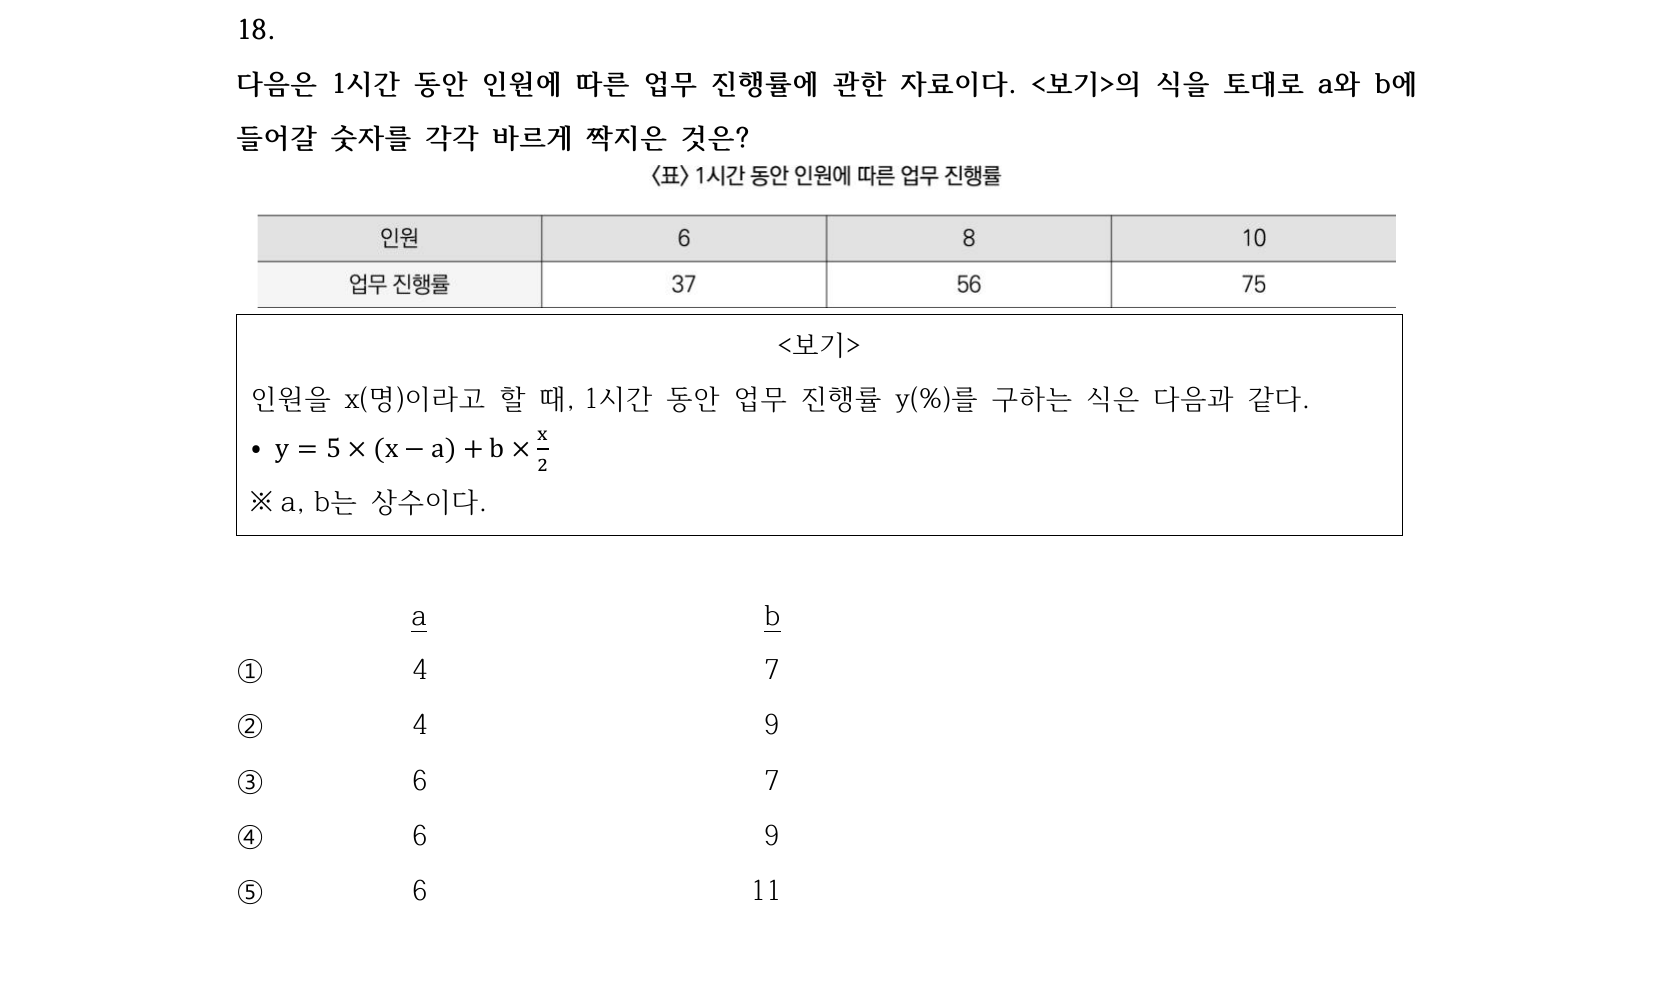 18.
다음은 1시간 동안 인원에 따른 업무 진행률에 관한 자료이다. <보기>의 식을 토대로 a와 b에
들어갈 숫자를 각각 바르게 짝지은 것은?
〈표〉 1시간 동안 인원에 따른 업무 진행률
인원 6 8 10
업무 진행률 37 56 75
<보기>
인원을 x(명)이라고 할 때, 1시간 동안 업무 진행률 y(%)를 구하는 식은 다음과 같다.
• y = 5 × (x − a) + b × x/2
※ a, b는 상수이다.
a b
① 4 7
② 4 9
③ 6 7
④ 6 9
⑤ 6 11